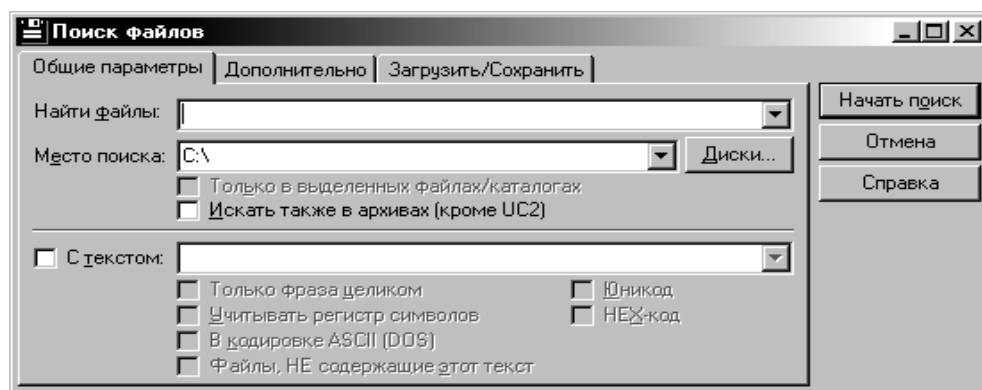 Поиск файлов
Общие параметры Дополнительно Загрузить/Сохранить
Найти файлы:
Место поиска: C:\ Диски...
Только в выделенных файлах/каталогах
Искать также в архивах (кроме UC2)
С текстом:
Только фраза целиком Юникод
Учитывать регистр символов HEX-код
В кодировке ASCII (DOS)
Файлы, НЕ содержащие этот текст
Начать поиск
Отмена
Справка